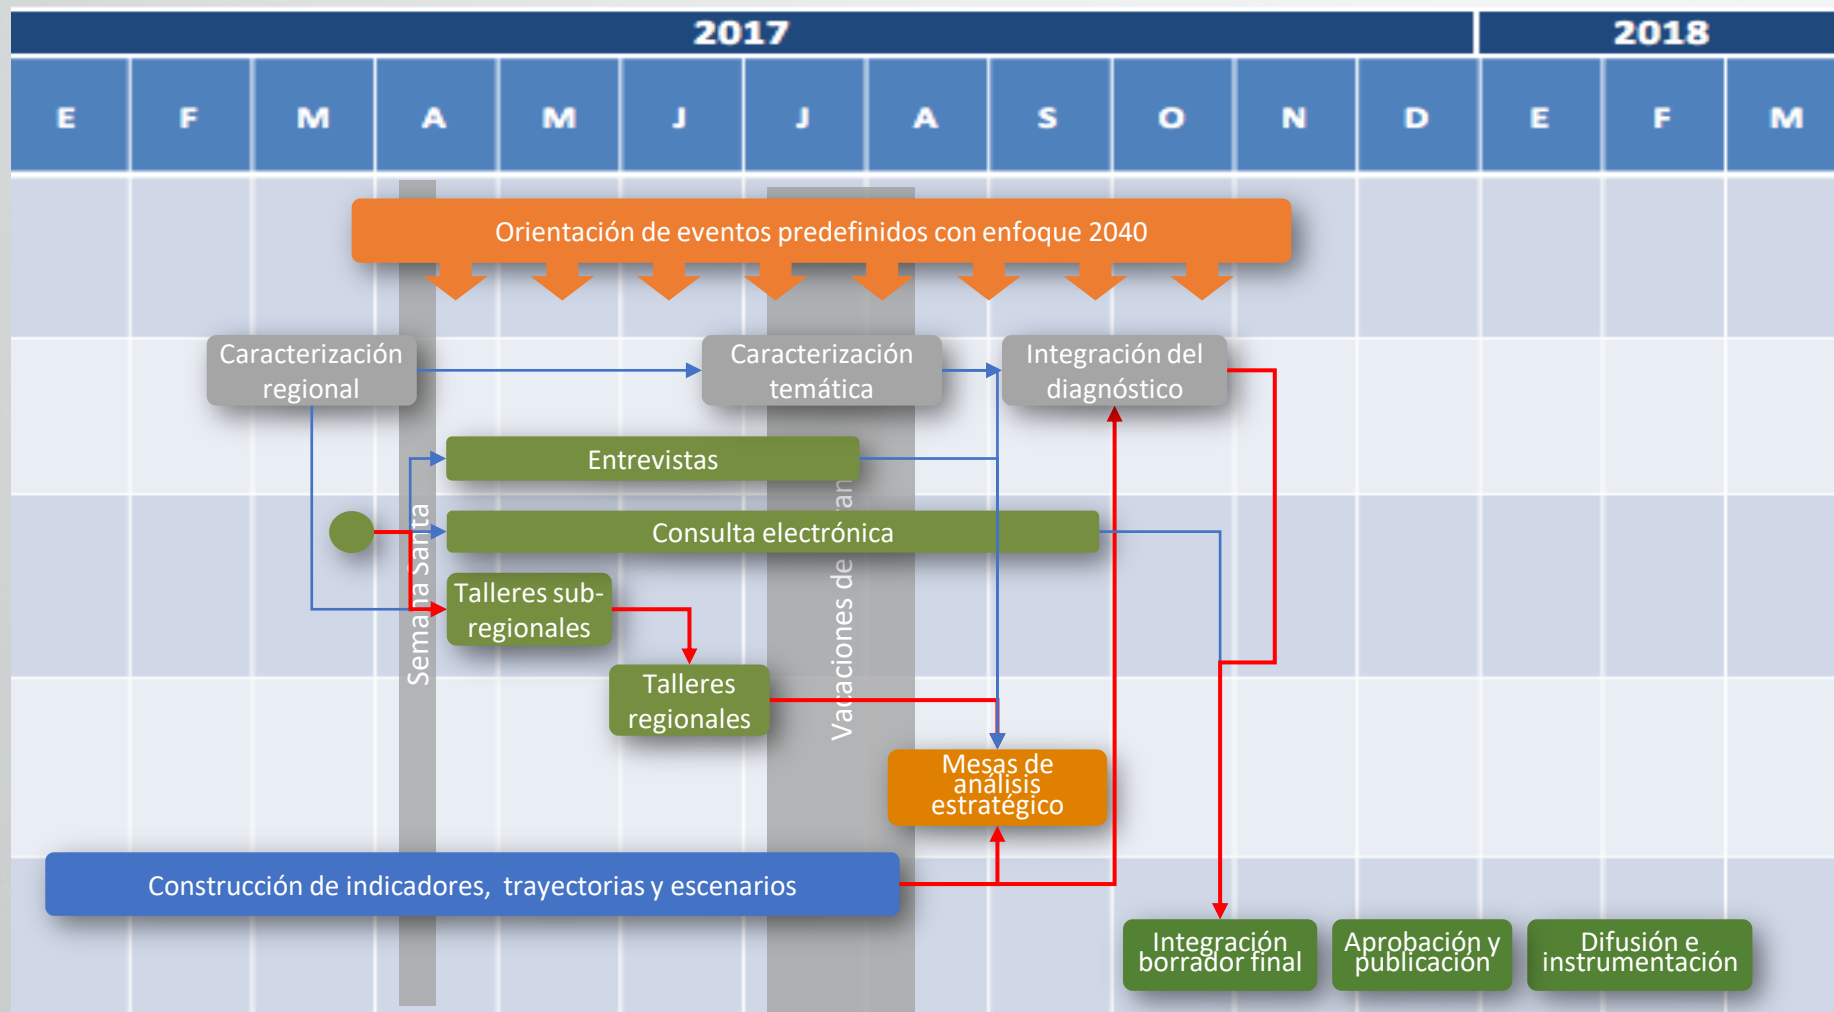 2017
2018
E F M A M J J A S O N D E F M
Orientación de eventos predefinidos con enfoque 2040
Caracterización
regional
Caracterización
temática
Integración del
diagnóstico
Entrevistas
Consulta electrónica
Semana Santa
Vacaciones de
Talleres sub-
regionales
Talleres
regionales
Mesas de
análisis
estratégico
Construcción de indicadores, trayectorias y escenarios
Integración
borrador final
Aprobación y
publicación
Difusión e
instrumentación